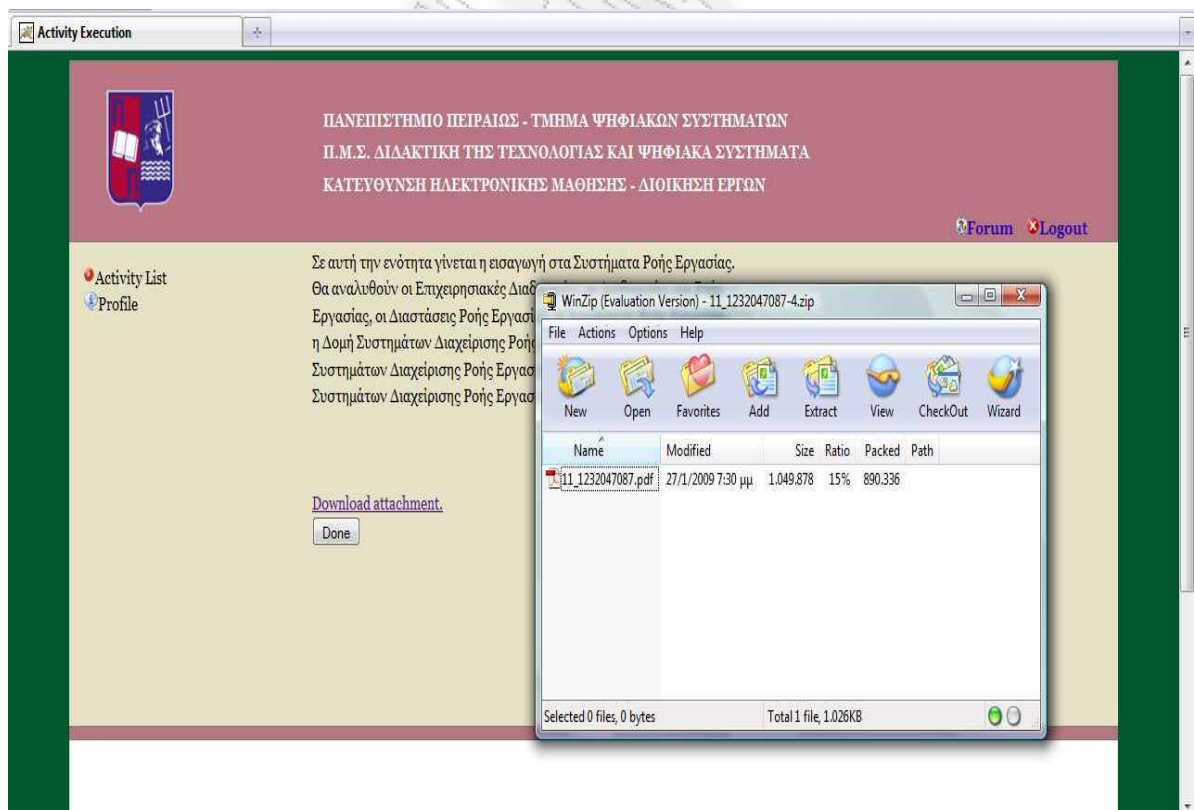 Activity Execution
ΠΑΝΕΠΙΣΤΗΜΙΟ ΠΕΙΡΑΙΩΣ - ΤΜΗΜΑ ΨΗΦΙΑΚΩΝ ΣΥΣΤΗΜΑΤΩΝ
Π.Μ.Σ. ΔΙΔΑΚΤΙΚΗ ΤΗΣ ΤΕΧΝΟΛΟΓΙΑΣ ΚΑΙ ΨΗΦΙΑΚΑ ΣΥΣΤΗΜΑΤΑ
ΚΑΤΕΥΘΥΝΣΗ ΗΛΕΚΤΡΟΝΙΚΗΣ ΜΑΘΗΣΗΣ - ΔΙΟΙΚΗΣΗ ΕΡΓΩΝ
Forum Logout
Activity List
Profile
Σε αυτή την ενότητα γίνεται η εισαγωγή στα Συστήματα Ροής Εργασίας.
Θα αναλυθούν οι Επιχειρησιακές
Εργασίας, οι Διαστάσεις Ροής
η Δομή Συστημάτων Διαχείρισης
Συστημάτων Διαχείρισης Ροής
Συστημάτων Διαχείρισης Ροής
Download attachment.
Done
WinZip (Evaluation Version) - 11_1232047087-4.zip
File Actions Options Help
New Open Favorites Add Extract View CheckOut Wizard
Name Modified Size Ratio Packed Path
11_1232047087.pdf 27/1/2009 7:30 μμ 1.049.878 15% 890.336
Selected 0 files, 0 bytes Total 1 file, 1.026KB